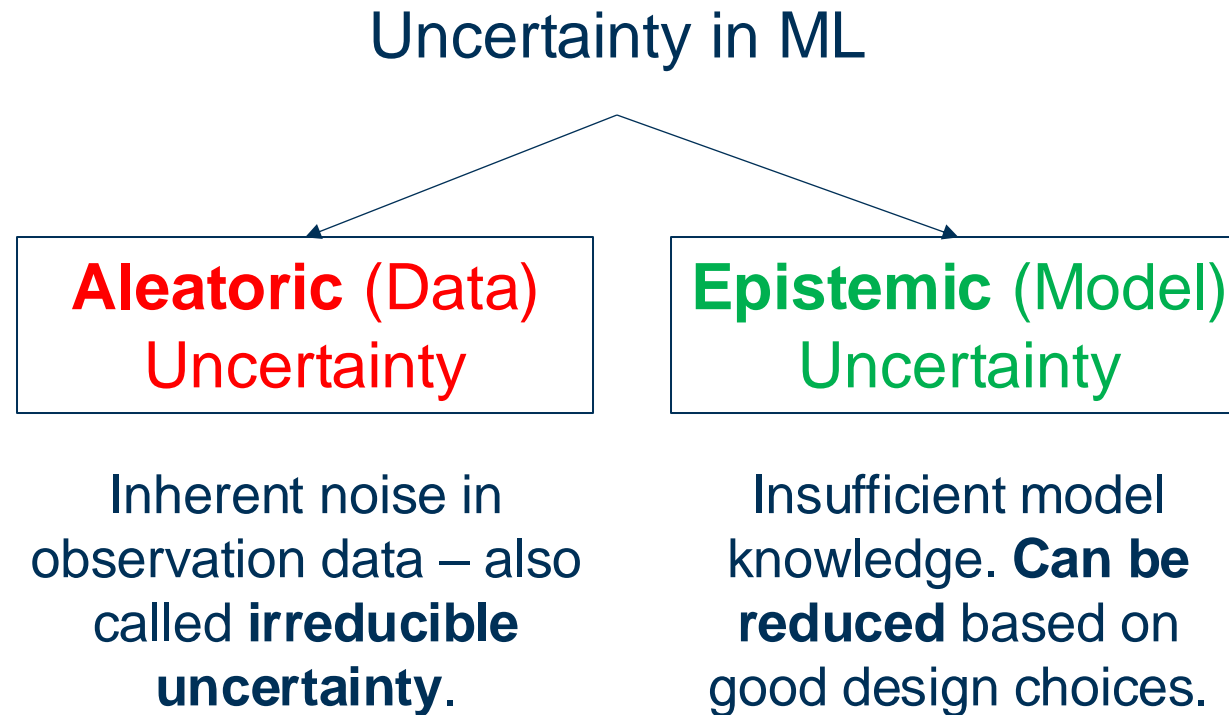 Uncertainty in ML
Aleatoric (Data)
Uncertainty
Epistemic (Model)
Uncertainty
Inherent noise in
observation data – also
called irreducible
uncertainty.
Insufficient model
knowledge. Can be
reduced based on
good design choices.